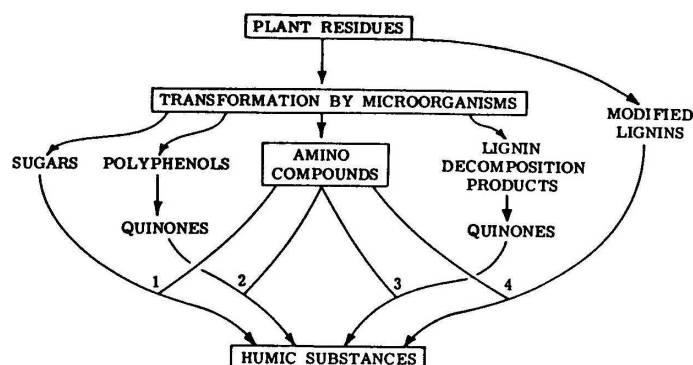 PLANT RESIDUES
TRANSFORMATION BY MICROORGANISMS
MODIFIED
LIGNINS
SUGARS
POLYPHENOLS
AMINO
COMPOUNDS
LIGNIN
DECOMPOSITION
PRODUCTS
QUINONES
QUINONES
1
2
3
4
HUMIC SUBSTANCES